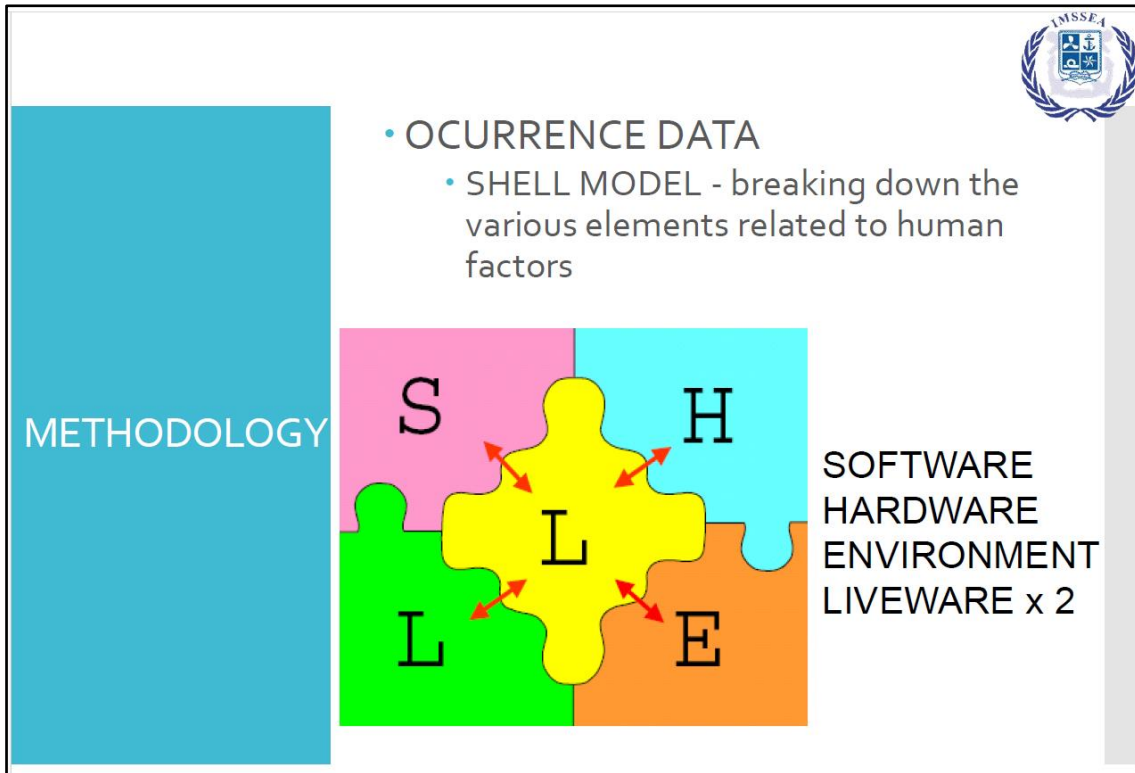 IMSSEA
• OCURRENCE DATA
• SHELL MODEL - breaking down the
various elements related to human
factors
METHODOLOGY
S
H
L
L
E
SOFTWARE
HARDWARE
ENVIRONMENT
LIVEWARE x 2